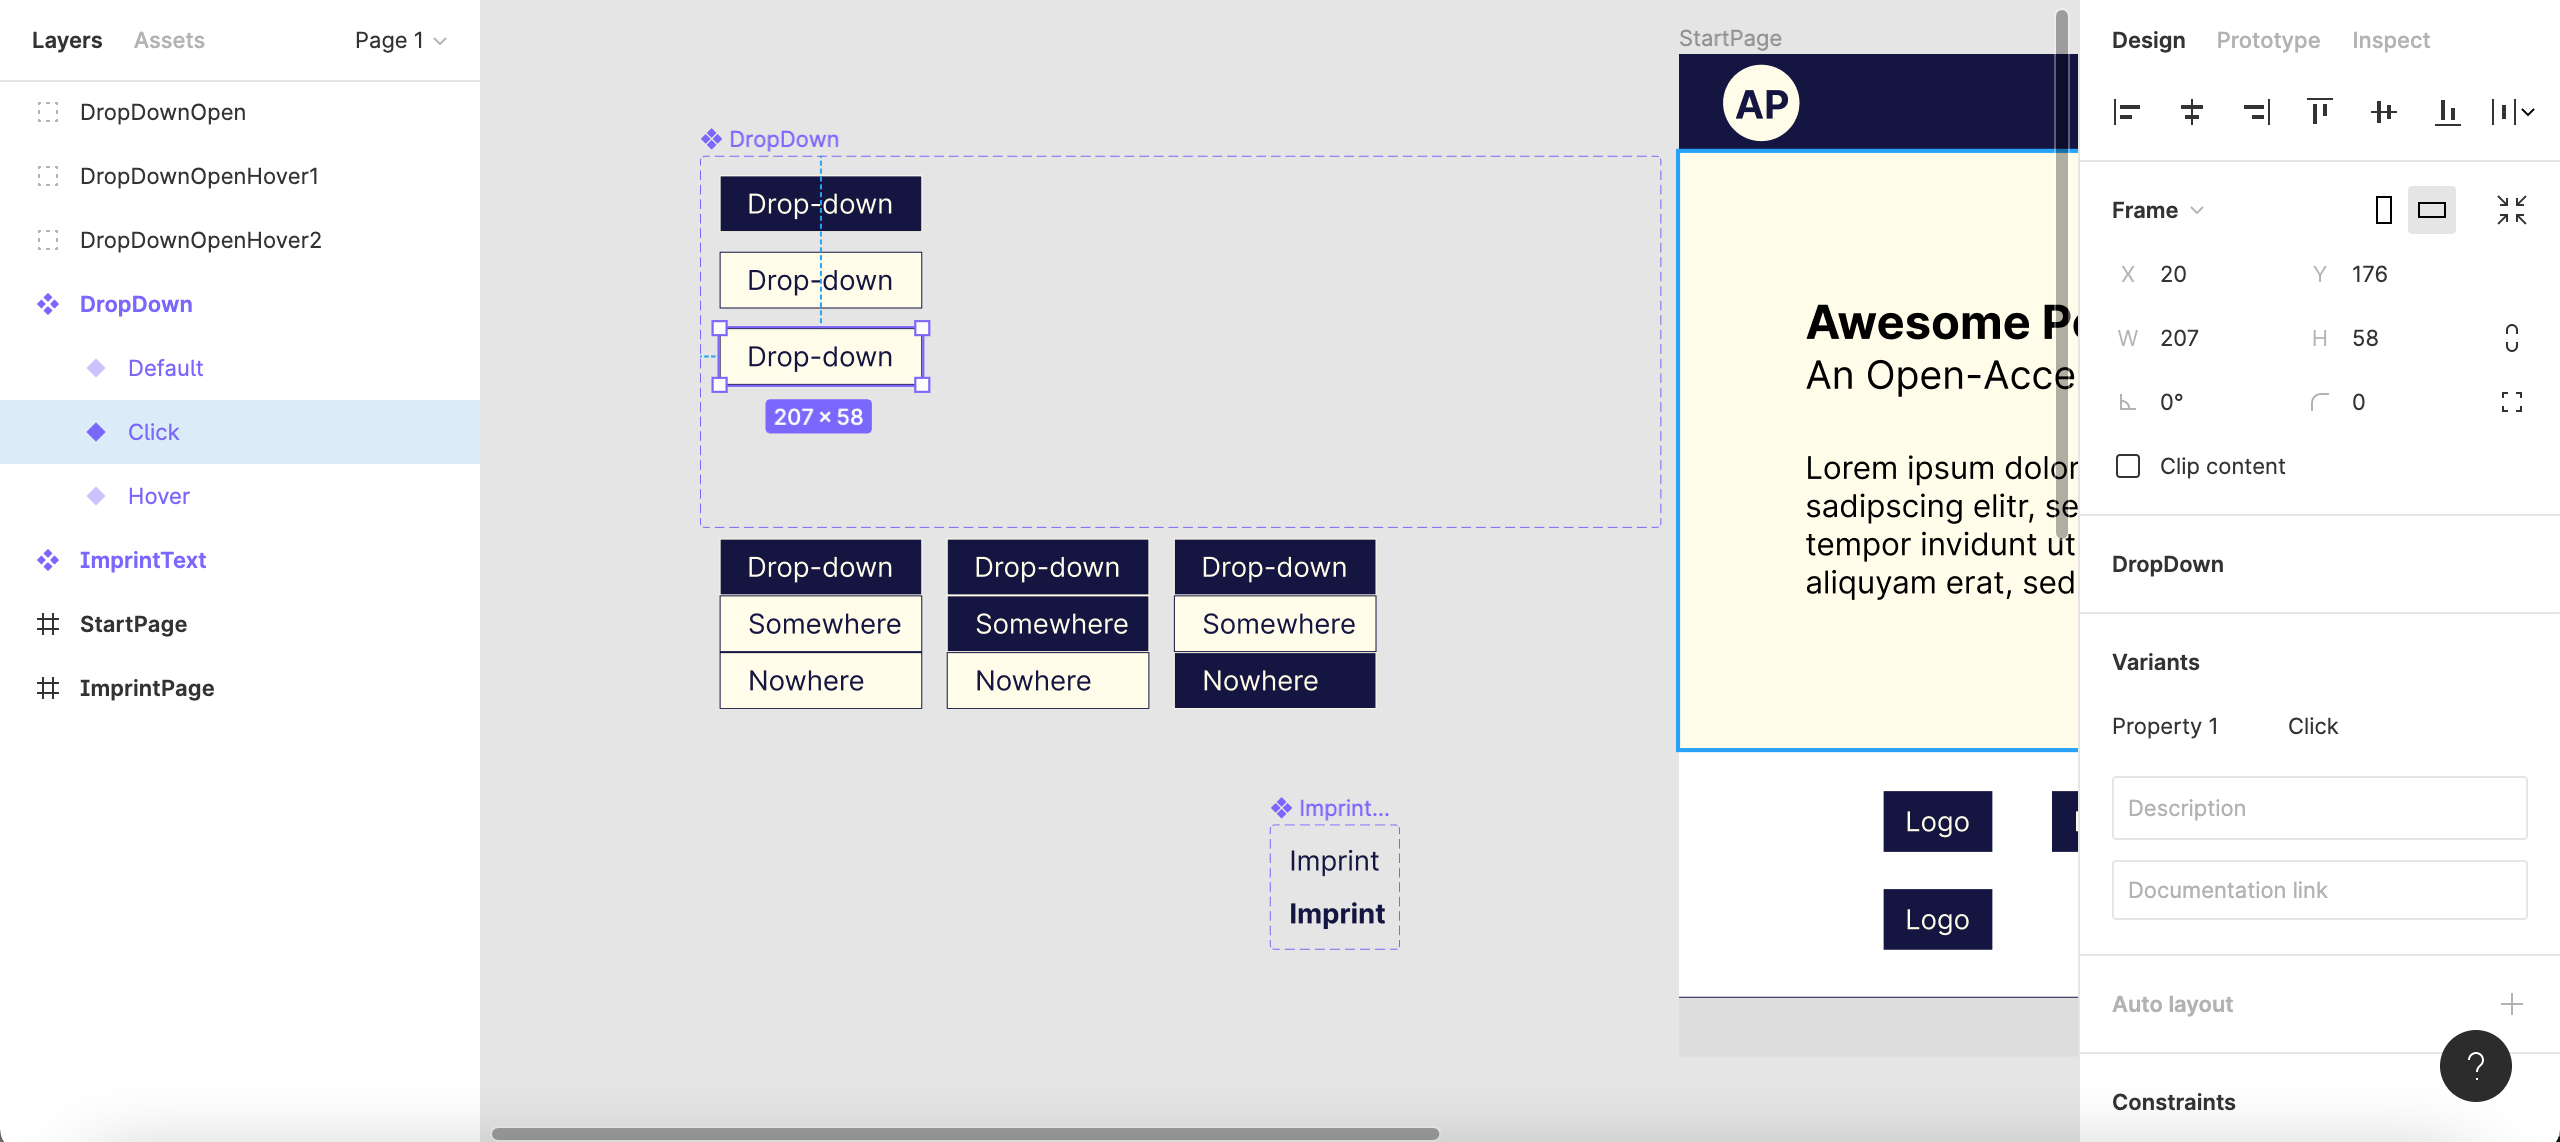 Layers
Assets
Page 1
DropDownOpen
DropDownOpenHover1
DropDownOpenHover2
DropDown
Default
Click
Hover
ImprintText
StartPage
ImprintPage
DropDown
Drop-down
Drop-down
Drop-down
207 × 58
Drop-down
Somewhere
Nowhere
Drop-down
Somewhere
Nowhere
Drop-down
Somewhere
Nowhere
Imprint...
Imprint
Imprint
StartPage
AP
Awesome
An Open-Acce
Lorem ipsum dolor
sadipscing elitr, se
tempor invidunt ut
aliquyam erat, sed
Logo
Logo
Design
Prototype
Inspect
Frame
X 20
Y 176
W 207
H 58
0°
0
Clip content
DropDown
Variants
Property 1
Click
Description
Documentation link
Auto layout
?
Constraints